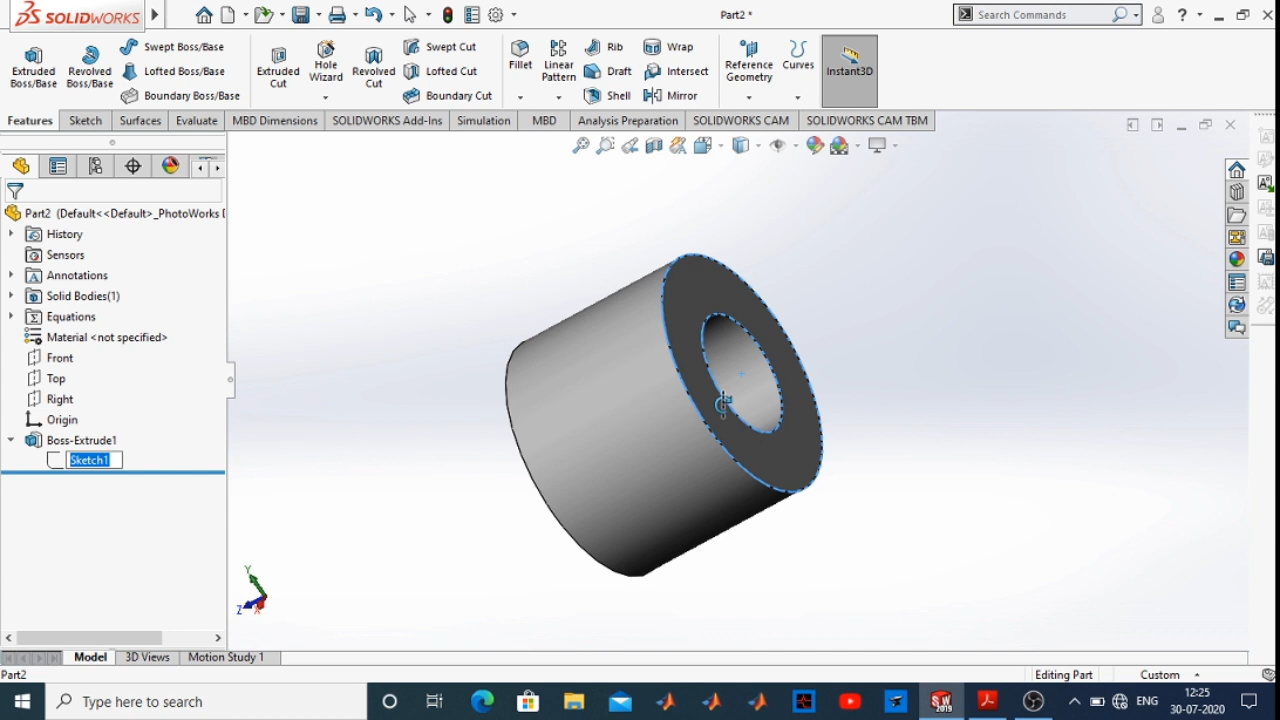 SOLIDWORKS
Part2 *
Search Commands
Extruded Boss/Base
Revolved Boss/Base
Swept Boss/Base
Lofted Boss/Base
Boundary Boss/Base
Extruded Cut
Hole Wizard
Revolved Cut
Swept Cut
Lofted Cut
Boundary Cut
Fillet
Linear Pattern
Rib
Draft
Shell
Wrap
Intersect
Mirror
Reference Geometry
Curves
Instant3D
Features
Sketch
Surfaces
Evaluate
MBD Dimensions
SOLIDWORKS Add-Ins
Simulation
MBD
Analysis Preparation
SOLIDWORKS CAM
SOLIDWORKS CAM TBM
Part2 (Default<<Default>_PhotoWorks
History
Sensors
Annotations
Solid Bodies(1)
Equations
Material <not specified>
Front
Top
Right
Origin
Boss-Extrude1
Sketch1
Y
Z
X
Model
3D Views
Motion Study 1
Part2
Editing Part
Custom
Type here to search
SW
2019
ENG
12:25
30-07-2020